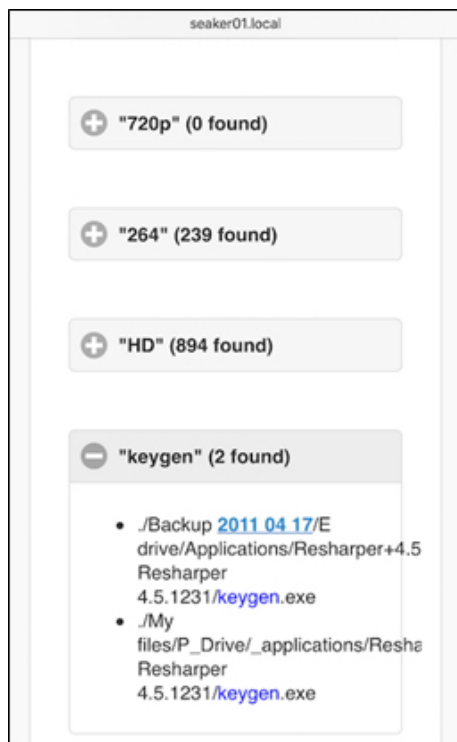 seaker01.local
"720p" (0 found)
"264" (239 found)
"HD" (894 found)
"keygen" (2 found)
• ./Backup 2011 04 17/E
drive/Applications/Resharper+4.5
Resharper
4.5.1231/keygen.exe
• ./My
files/P_Drive/_applications/Resha
Resharper
4.5.1231/keygen.exe